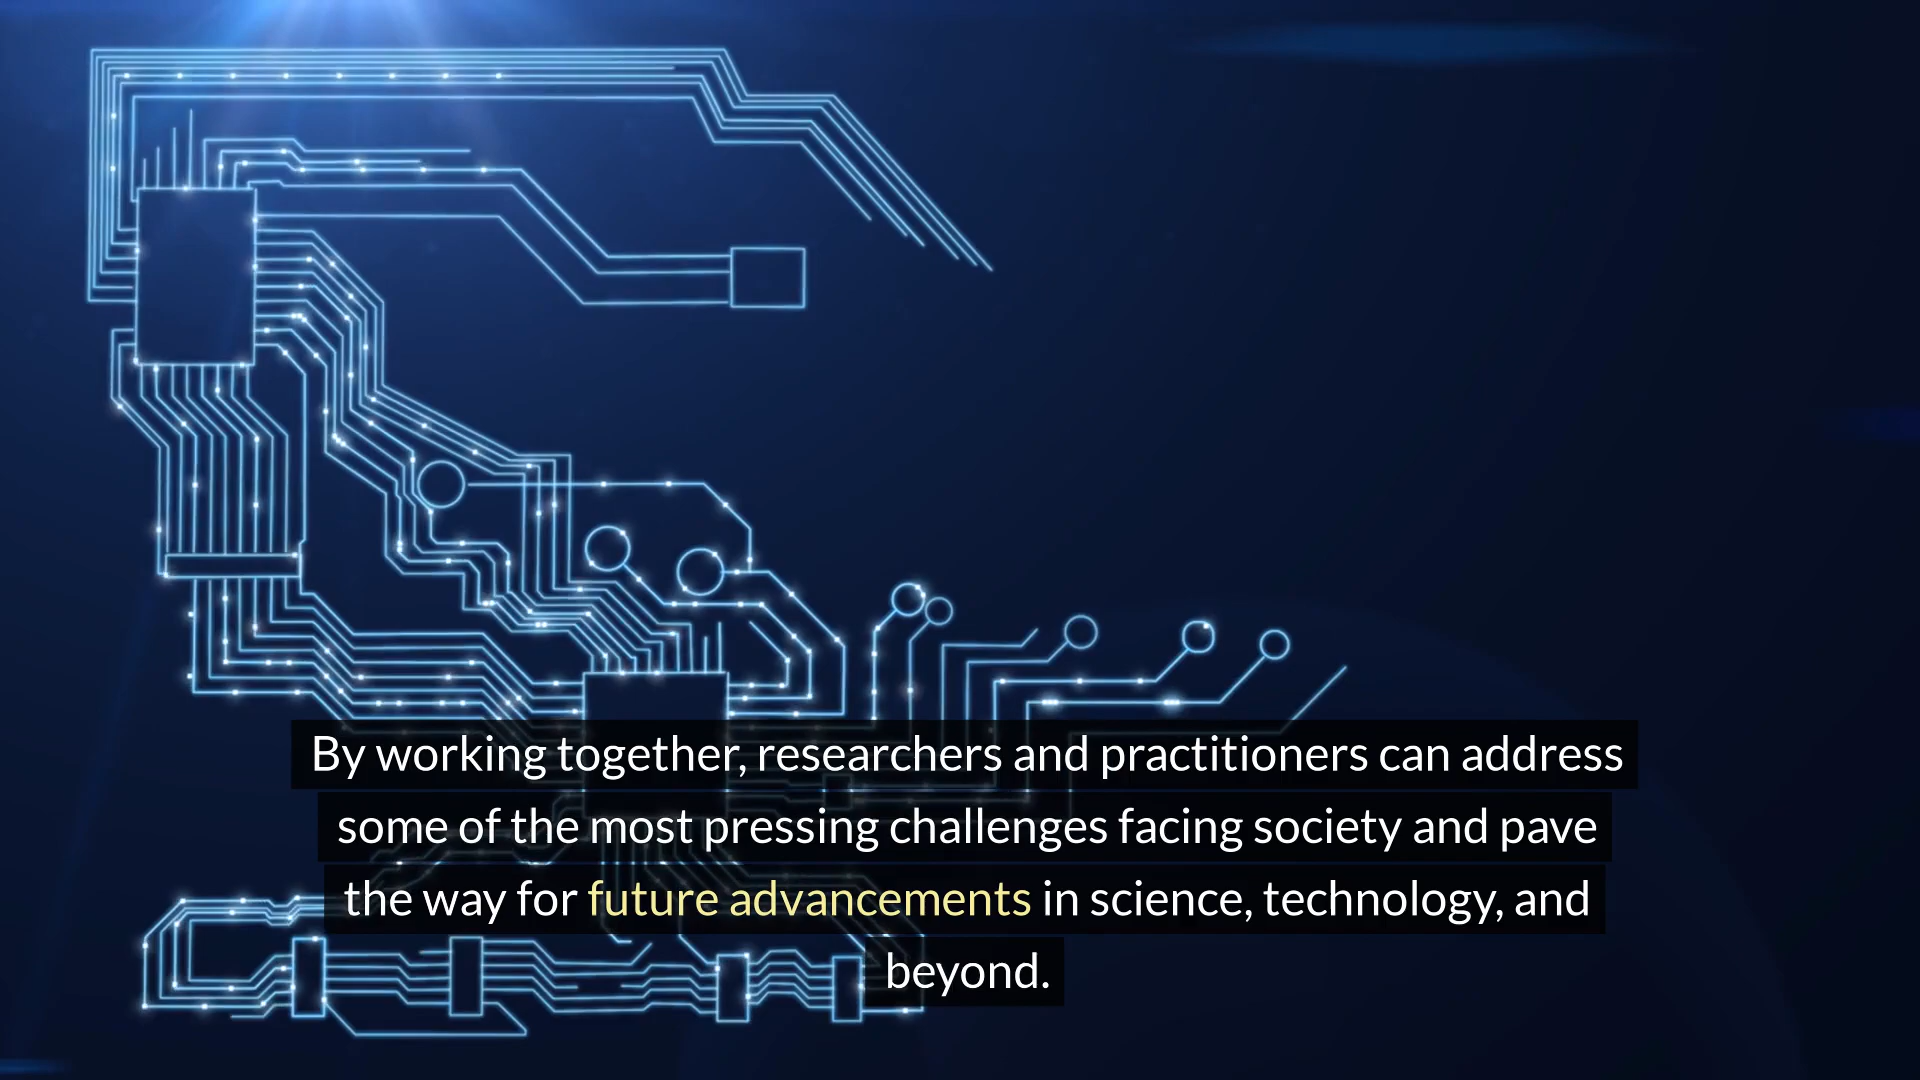 By working together, researchers and practitioners can address
some of the most pressing challenges facing society and pave
the way for future advancements in science, technology, and
beyond.